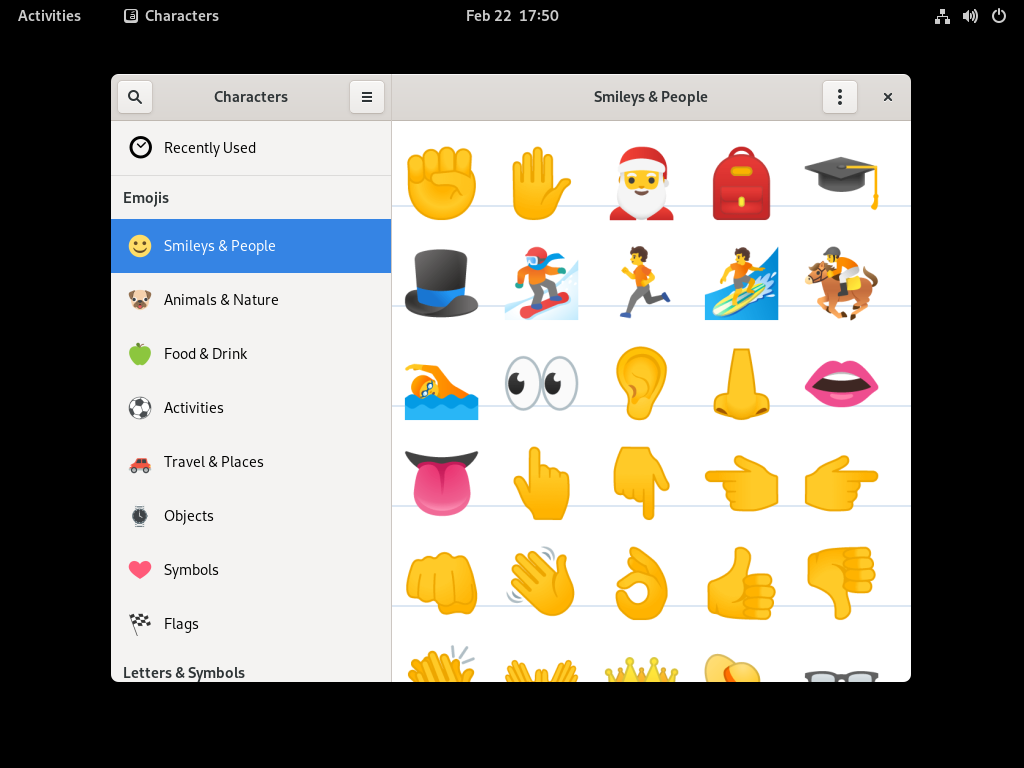 Activities
Characters
Feb 22 17:50
Characters
Smileys & People
Recently Used
Emojis
Smileys & People
Animals & Nature
Food & Drink
Activities
Travel & Places
Objects
Symbols
Flags
Letters & Symbols